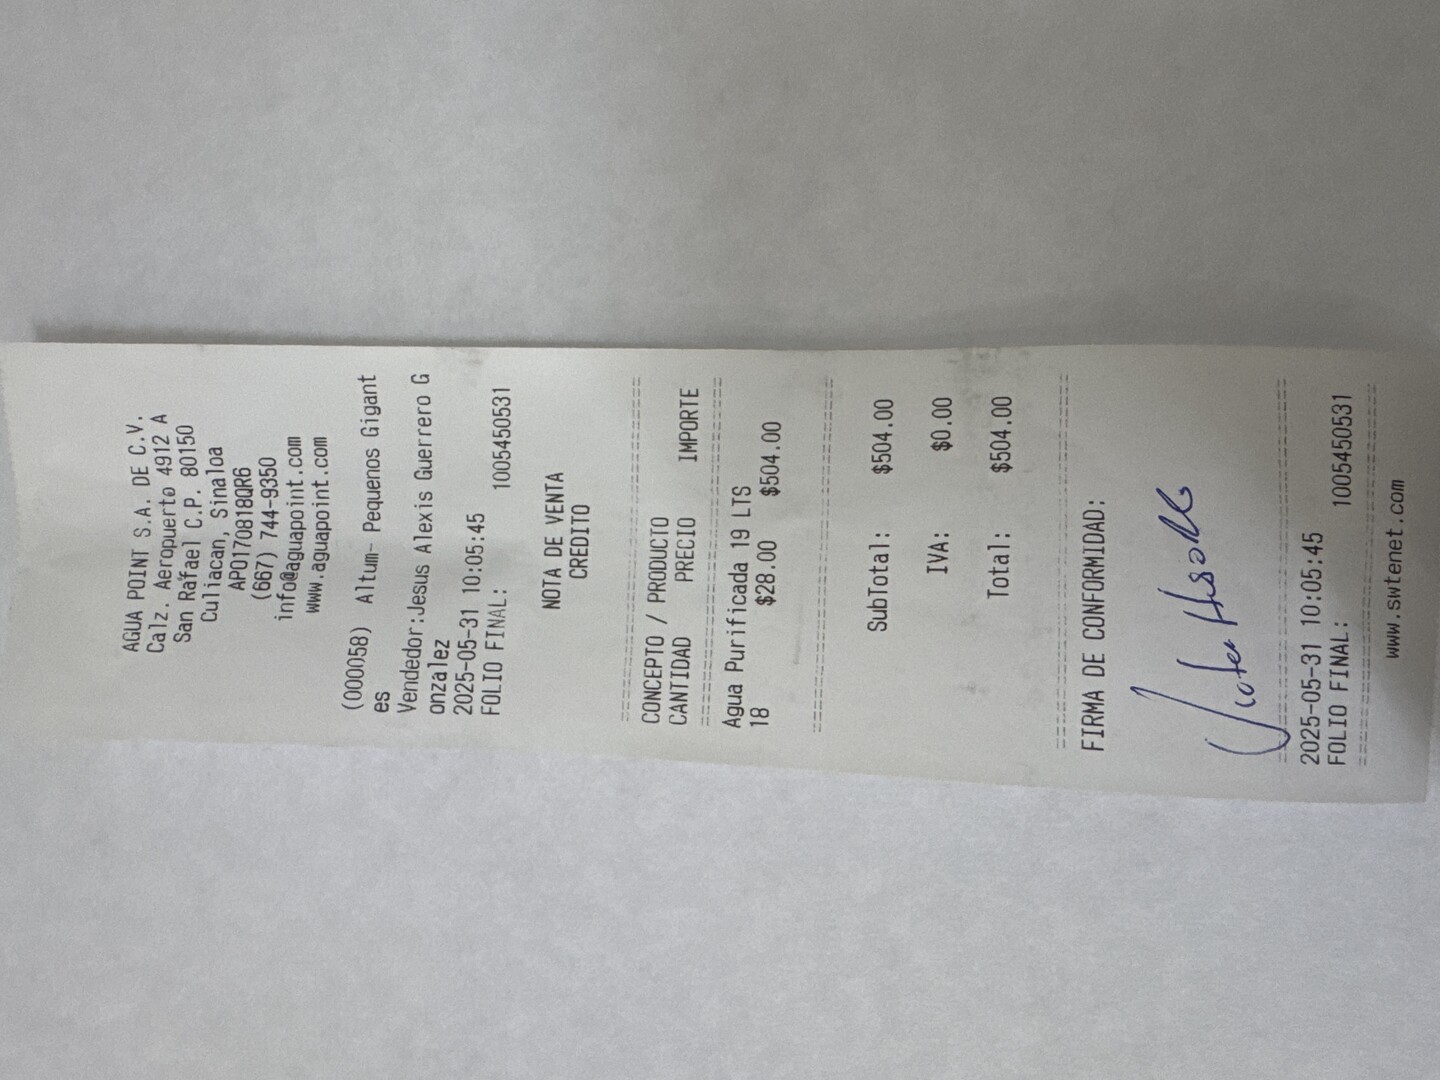 AGUA POINT S.A. DE C.V.
Calz. Aeropuerto 4912 A
San Rafael C.P. 80150
Culiacan, Sinaloa
APO170818QR6
(667) 744-9350
info@aguapoint.com
www.aguapoint.com
(000058) Altum- Pequenos Gigant
es
Vendedor:Jesus Alexis Guerrero G
onzalez
2025-05-31 10:05:45
FOLIO FINAL: 1005450531
NOTA DE VENTA
CREDITO
CONCEPTO / PRODUCTO
CANTIDAD PRECIO IMPORTE
Agua Purificada 19 LTS
18 $28.00 $504.00
SubTotal: $504.00
IVA: $0.00
Total: $504.00
FIRMA DE CONFORMIDAD:
2025-05-31 10:05:45
FOLIO FINAL: 1005450531
www.swtenet.com